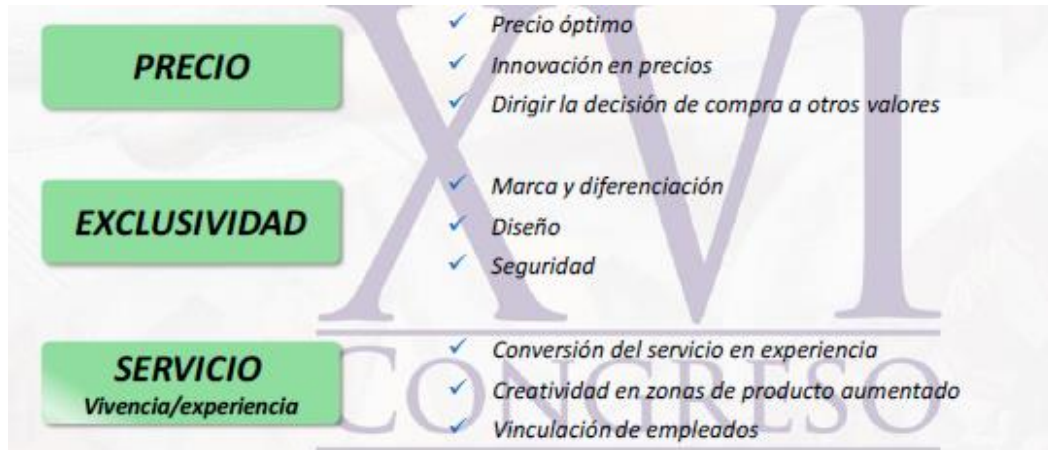 PRECIO
Precio óptimo
Innovación en precios
Dirigir la decisión de compra a otros valores
EXCLUSIVIDAD
Marca y diferenciación
Diseño
Seguridad
SERVICIO
Vivencia/experiencia
Conversión del servicio en experiencia
Creatividad en zonas de producto aumentado
Vinculación de empleados
XVI
CONGRESO